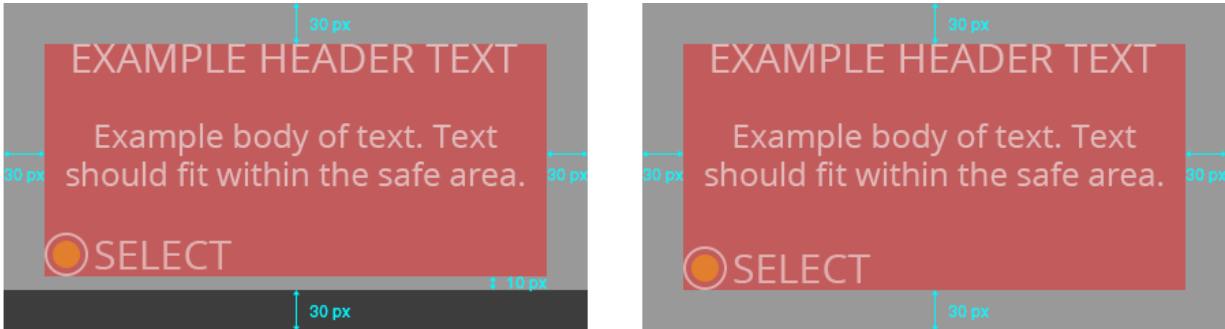 30 px
EXAMPLE HEADER TEXT
Example body of text. Text
should fit within the safe area.
30 px
30 px
SELECT
10 px
30 px
30 px
EXAMPLE HEADER TEXT
Example body of text. Text
should fit within the safe area.
30 px
30 px
SELECT
30 px